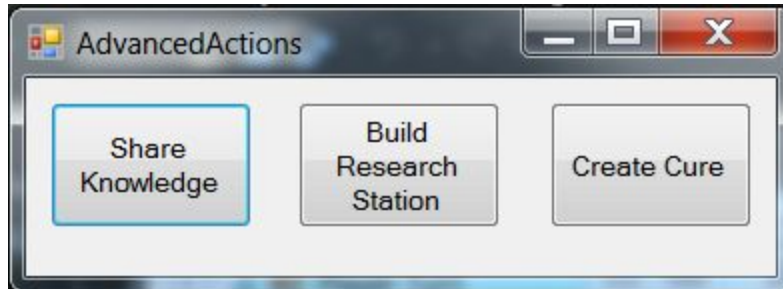 AdvancedActions
Share
Knowledge
Build
Research
Station
Create Cure